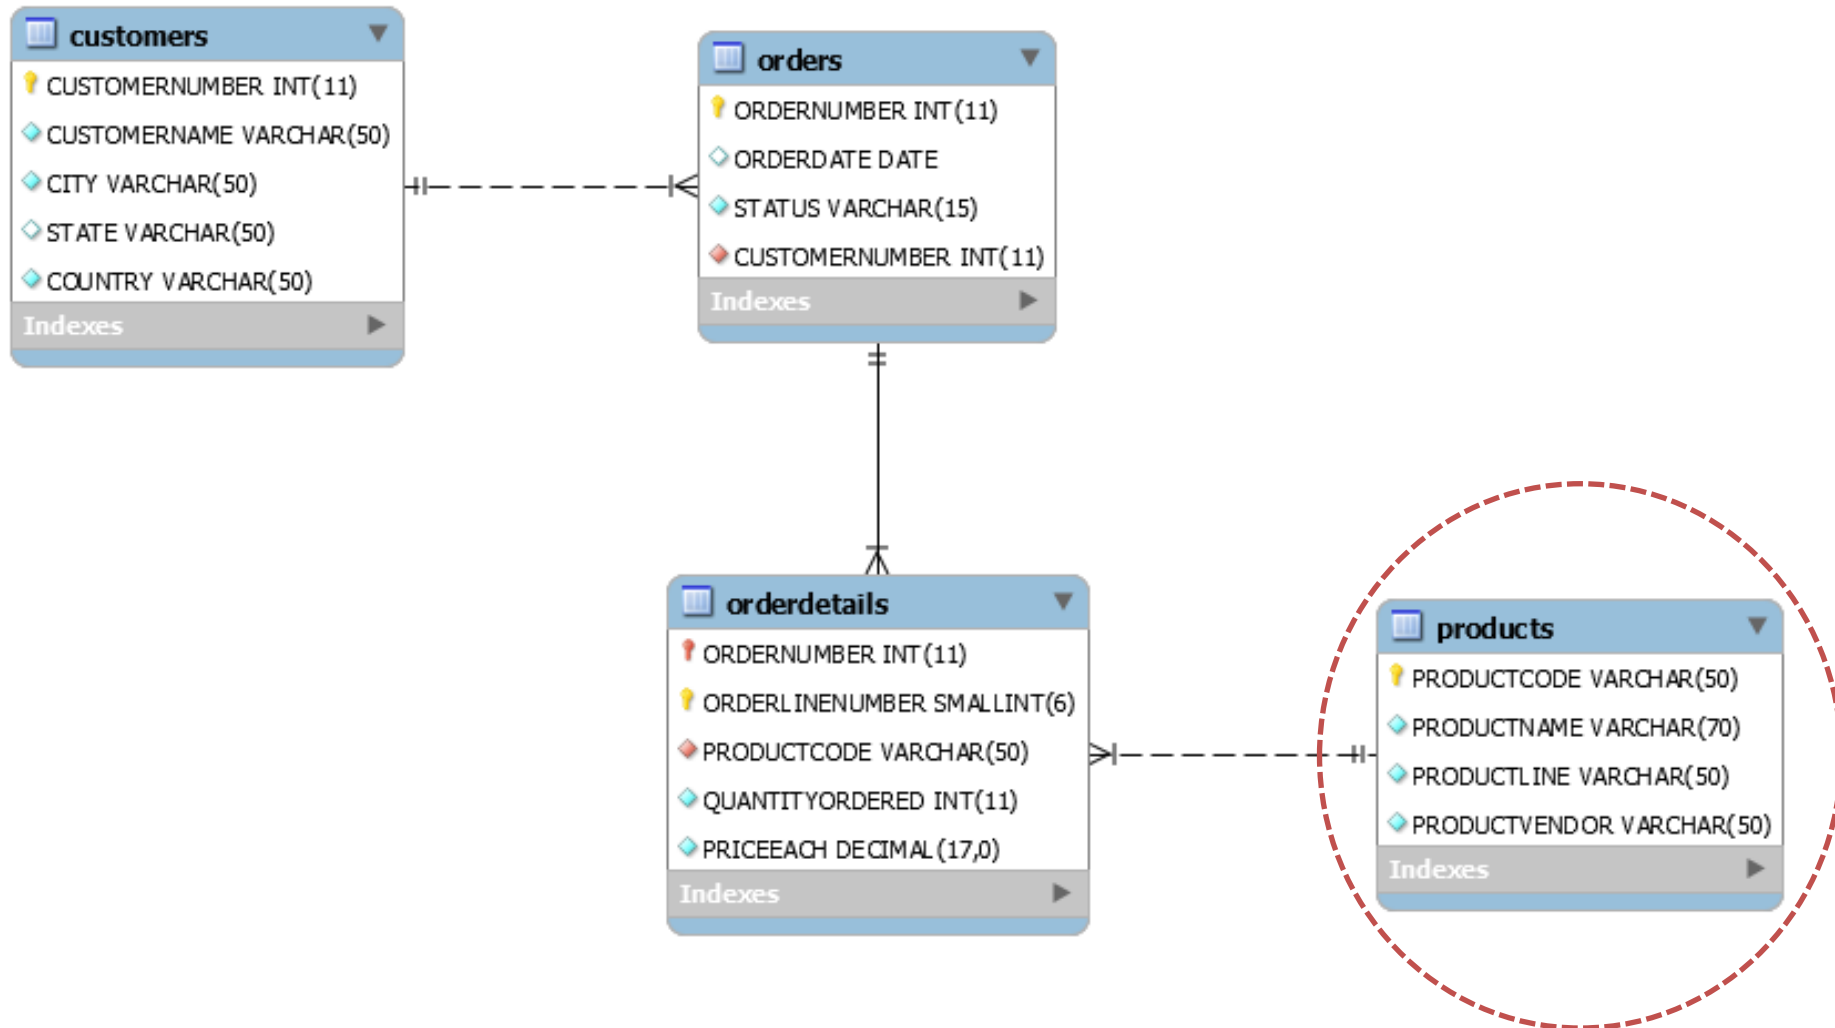 customers
CUSTOMERNUMBER INT(11)
CUSTOMERNAME VARCHAR(50)
CITY VARCHAR(50)
STATE VARCHAR(50)
COUNTRY VARCHAR(50)
Indexes
orders
ORDERNUMBER INT(11)
ORDERDATE DATE
STATUS VARCHAR(15)
CUSTOMERNUMBER INT(11)
Indexes
orderdetails
ORDERNUMBER INT(11)
ORDERLINENUMBER SMALLINT(6)
PRODUCTCODE VARCHAR(50)
QUANTITYORDERED INT(11)
PRICEEACH DECIMAL(17,0)
Indexes
products
PRODUCTCODE VARCHAR(50)
PRODUCTNAME VARCHAR(70)
PRODUCTLINE VARCHAR(50)
PRODUCTVENDOR VARCHAR(50)
Indexes